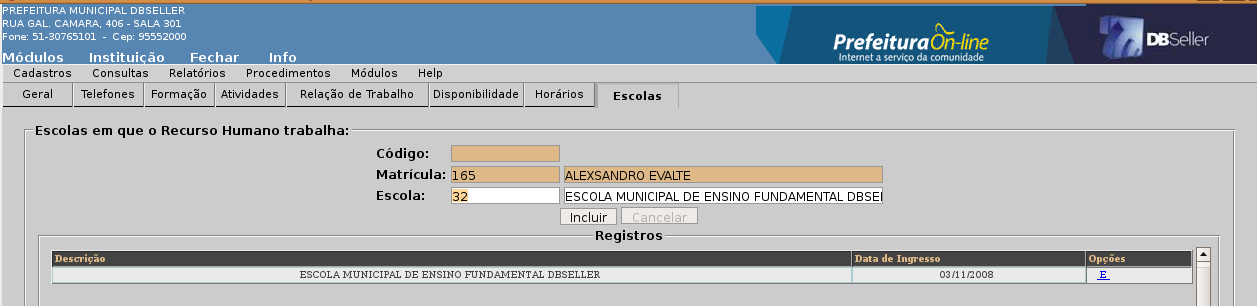 PREFEITURA MUNICIPAL DBSELLER
RUA GAL. CAMARA, 406 - SALA 301
Fone: 51-30765101 - Cep: 95552000
Prefeitura On-line
Internet a serviço da comunidade
DBSeller
Módulos Instituição Fechar Info
Cadastros Consultas Relatórios Procedimentos Módulos Help
Geral Telefones Formação Atividades Relação de Trabalho Disponibilidade Horários Escolas
Escolas em que o Recurso Humano trabalha:
Código:
Matrícula: 165 ALEXSANDRO EVALTE
Escola: 32 ESCOLA MUNICIPAL DE ENSINO FUNDAMENTAL DBSEI
Incluir Cancelar
Registros
Descrição Data de Ingresso Opções
ESCOLA MUNICIPAL DE ENSINO FUNDAMENTAL DBSELLER 03/11/2008 E